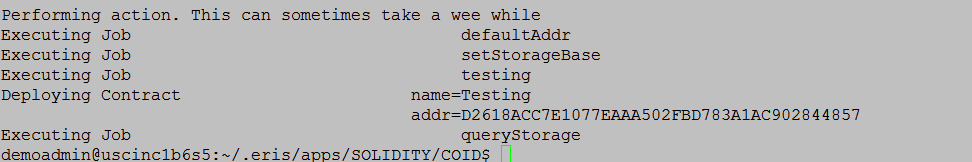 Performing action. This can sometimes take a wee while
Executing Job defaultAddr
Executing Job setStorageBase
Executing Job testing
Deploying Contract name=Testing
addr=D2618ACC7E1077EAAA502FBD783A1AC902844857
Executing Job queryStorage
demoadmin@uscinc1b6s5:~/.eris/apps/SOLIDITY/COID$